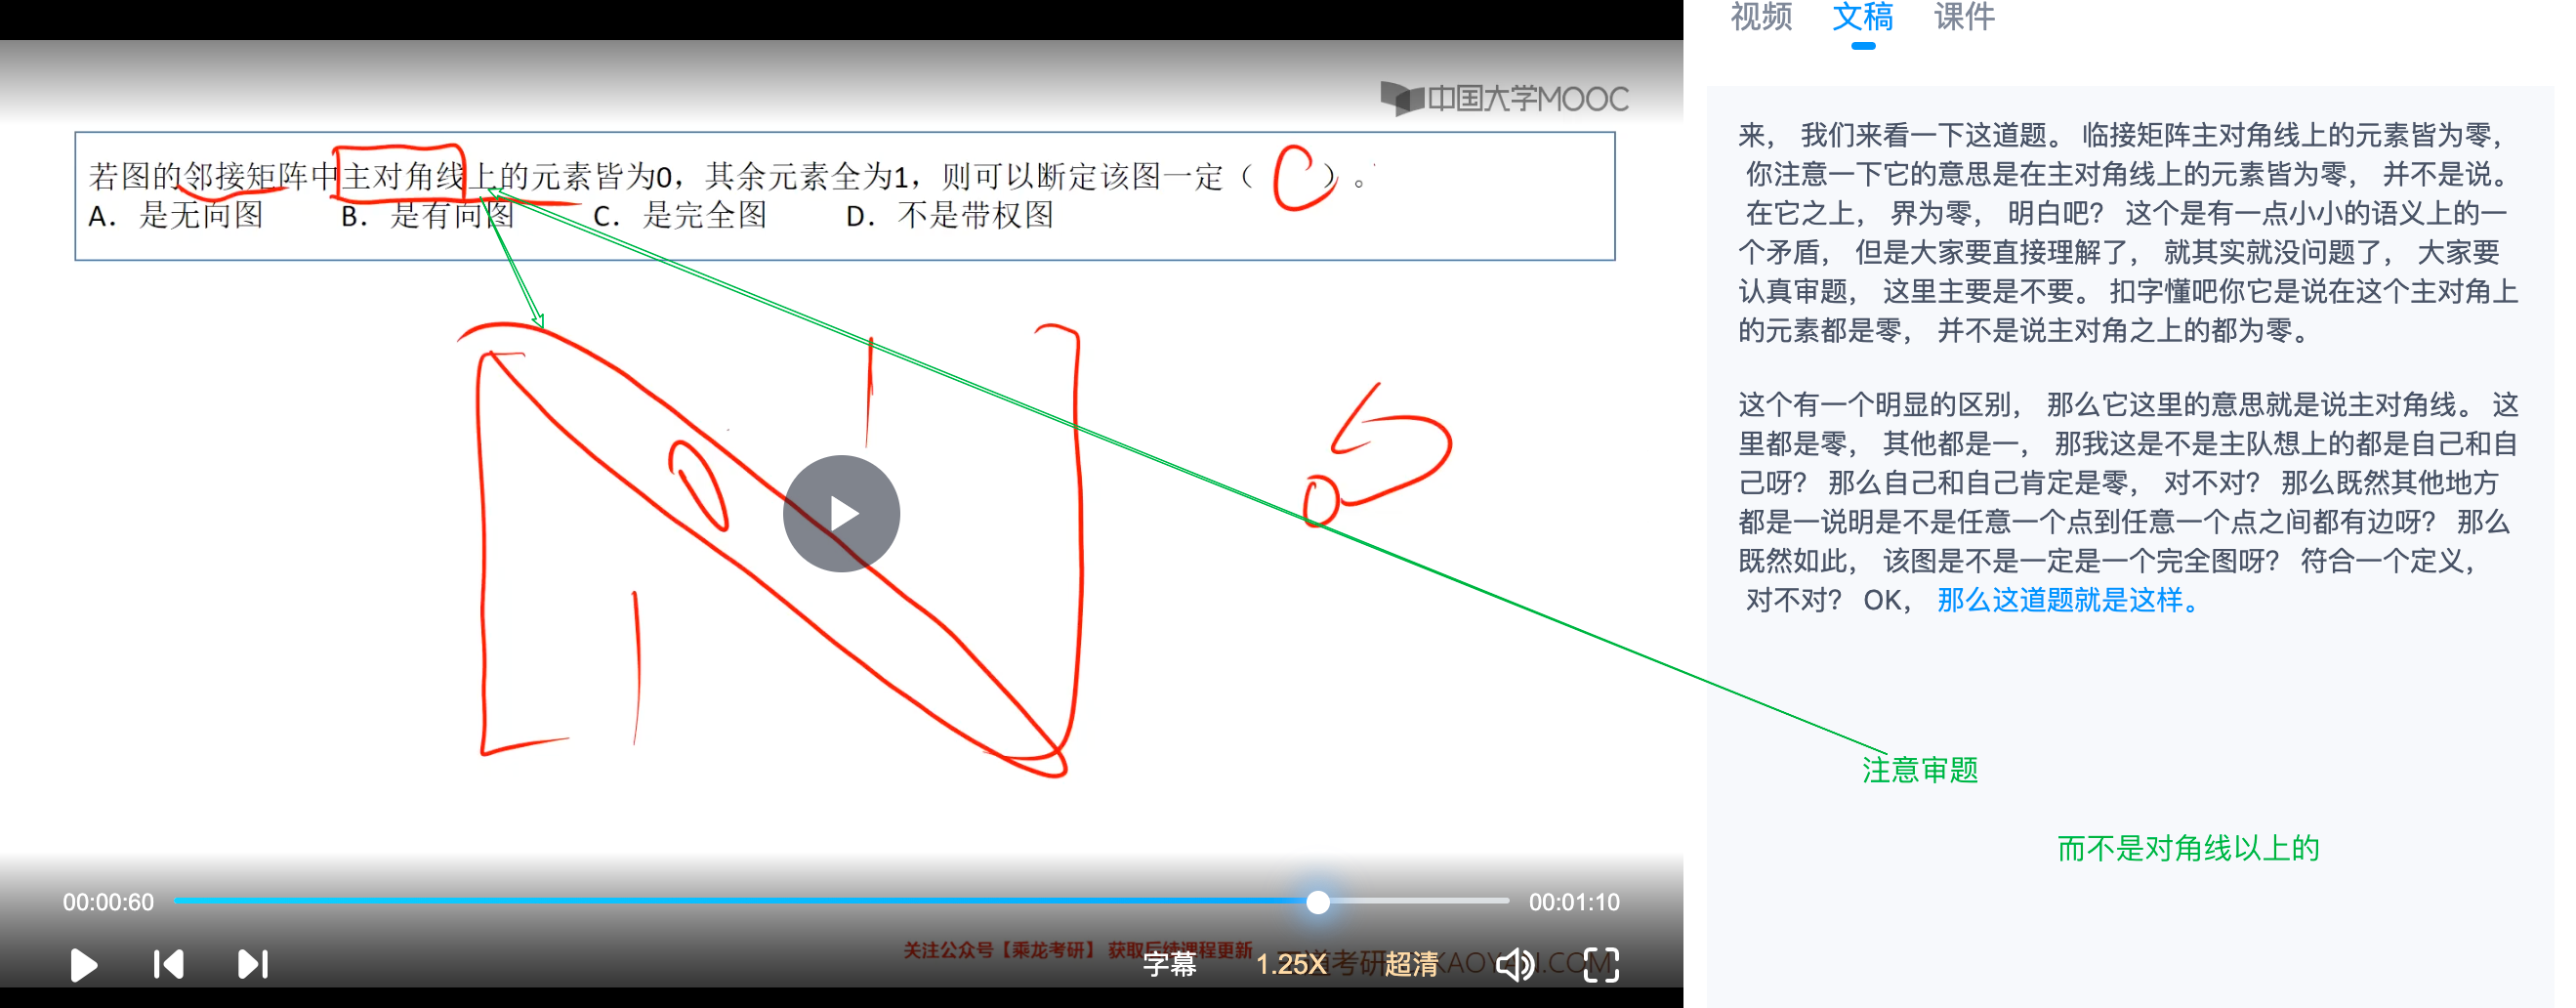 视频 文稿 课件
中国大学MOOC
若图的邻接矩阵中主对角线上的元素皆为0，其余元素全为1，则可以断定该图一定（ C ）。
A. 是无向图 B. 是有向图 C. 是完全图 D. 不是带权图
0
1
1
来， 我们来看一下这道题。 临接矩阵主对角线上的元素皆为零，
你注意一下它的意思是在主对角线上的元素皆为零， 并不是说。
在它之上， 界为零， 明白吧? 这个是有一点小小的语义上的一
个矛盾， 但是大家要直接理解了， 就其实就没问题了， 大家要
认真审题， 这里主要是不要。 扣字懂吧你它是说在这个主对角上
的元素都是零， 并不是说主对角之上的都为零。
这个有一个明显的区别， 那么它这里的意思就是说主对角线。 这
里都是零， 其他都是一， 那我这是不是主队想上的都是自己和自
己呀? 那么自己和自己肯定是零， 对不对? 那么既然其他地方
都是一说明是不是任意一个点到任意一个点之间都有边呀? 那么
既然如此， 该图是不是一定是一个完全图呀? 符合一个定义，
对不对? OK， 那么这道题就是这样。
注意审题
而不是对角线以上的
00:00:60 00:01:10
关注公众号【乘龙考研】 获取后续课程更新
字幕 1.25X 超清